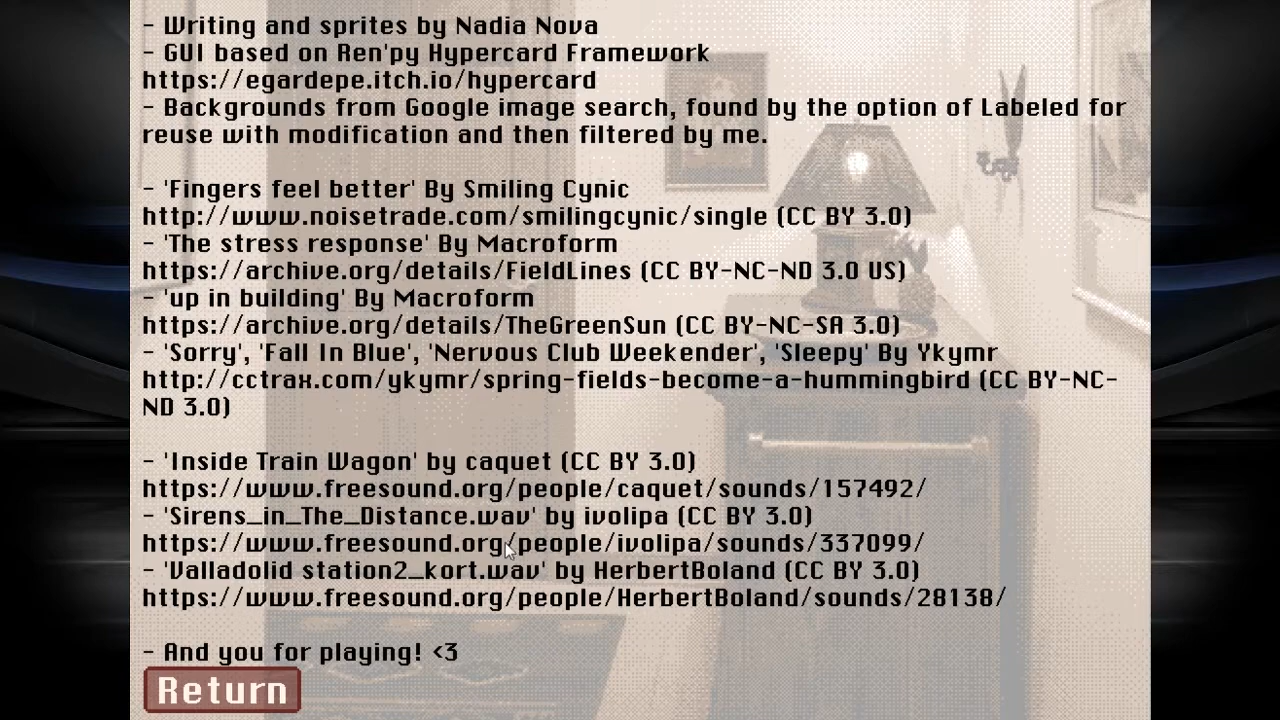 - Writing and sprites by Nadia Nova
- GUI based on Ren'py Hypercard Framework
https://egardepe.itch.io/hypercard
- Backgrounds from Google image search, found by the option of Labeled for
reuse with modification and then filtered by me.
- 'Fingers feel better' By Smiling Cynic
http://www.noisetrade.com/smilingcynic/single (CC BY 3.0)
- 'The stress response' By Macroform
https://archive.org/details/FieldLines (CC BY-NC-ND 3.0 US)
- 'up in building' By Macroform
https://archive.org/details/TheGreenSun (CC BY-NC-SA 3.0)
- 'Sorry', 'Fall In Blue', 'Nervous Club Weekender', 'Sleepy' By Ykymr
http://cctrax.com/ykymr/spring-fields-become-a-hummingbird (CC BY-NC-
ND 3.0)
- 'Inside Train Wagon' by caquet (CC BY 3.0)
https://www.freesound.org/people/caquet/sounds/157492/
- 'Sirens_in_The_Distance.wav' by ivolipa (CC BY 3.0)
https://www.freesound.org/people/ivolipa/sounds/337099/
- 'Valladolid station2_kort.wav' by HerbertBoland (CC BY 3.0)
https://www.freesound.org/people/HerbertBoland/sounds/28138/
- And you for playing! <3
Return